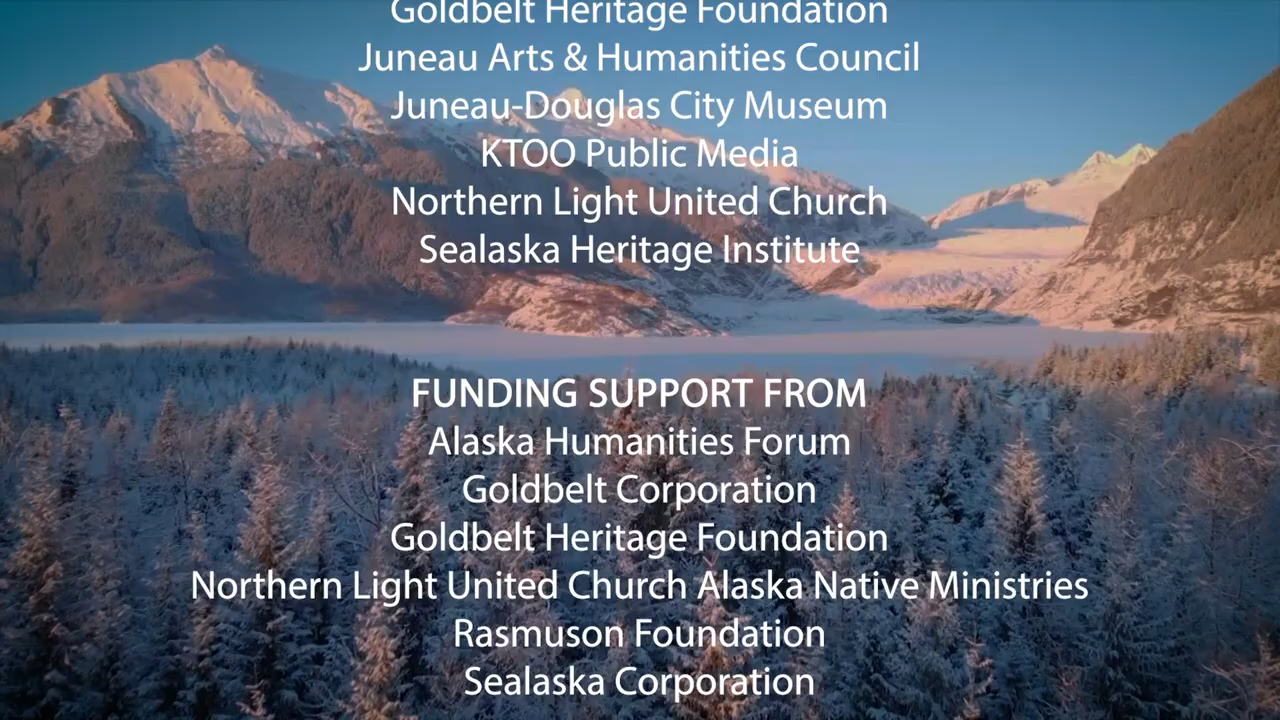 Goldbelt Heritage Foundation
Juneau Arts & Humanities Council
Juneau-Douglas City Museum
KTOO Public Media
Northern Light United Church
Sealaska Heritage Institute
FUNDING SUPPORT FROM
Alaska Humanities Forum
Goldbelt Corporation
Goldbelt Heritage Foundation
Northern Light United Church Alaska Native Ministries
Rasmuson Foundation
Sealaska Corporation